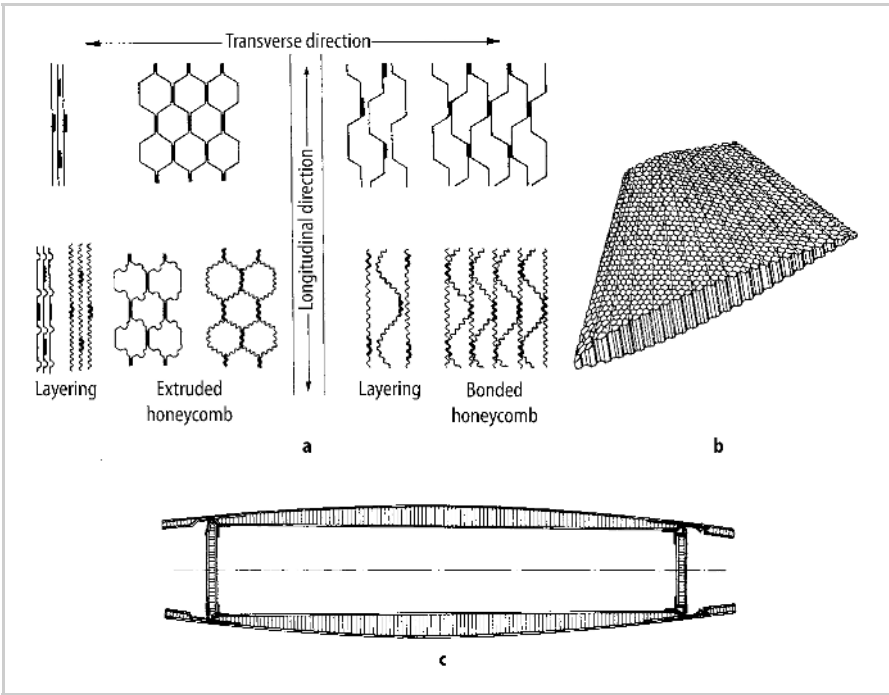 Transverse direction
Longitudinal direction
Layering
Extruded
honeycomb
Layering
Bonded
honeycomb
a
b
c